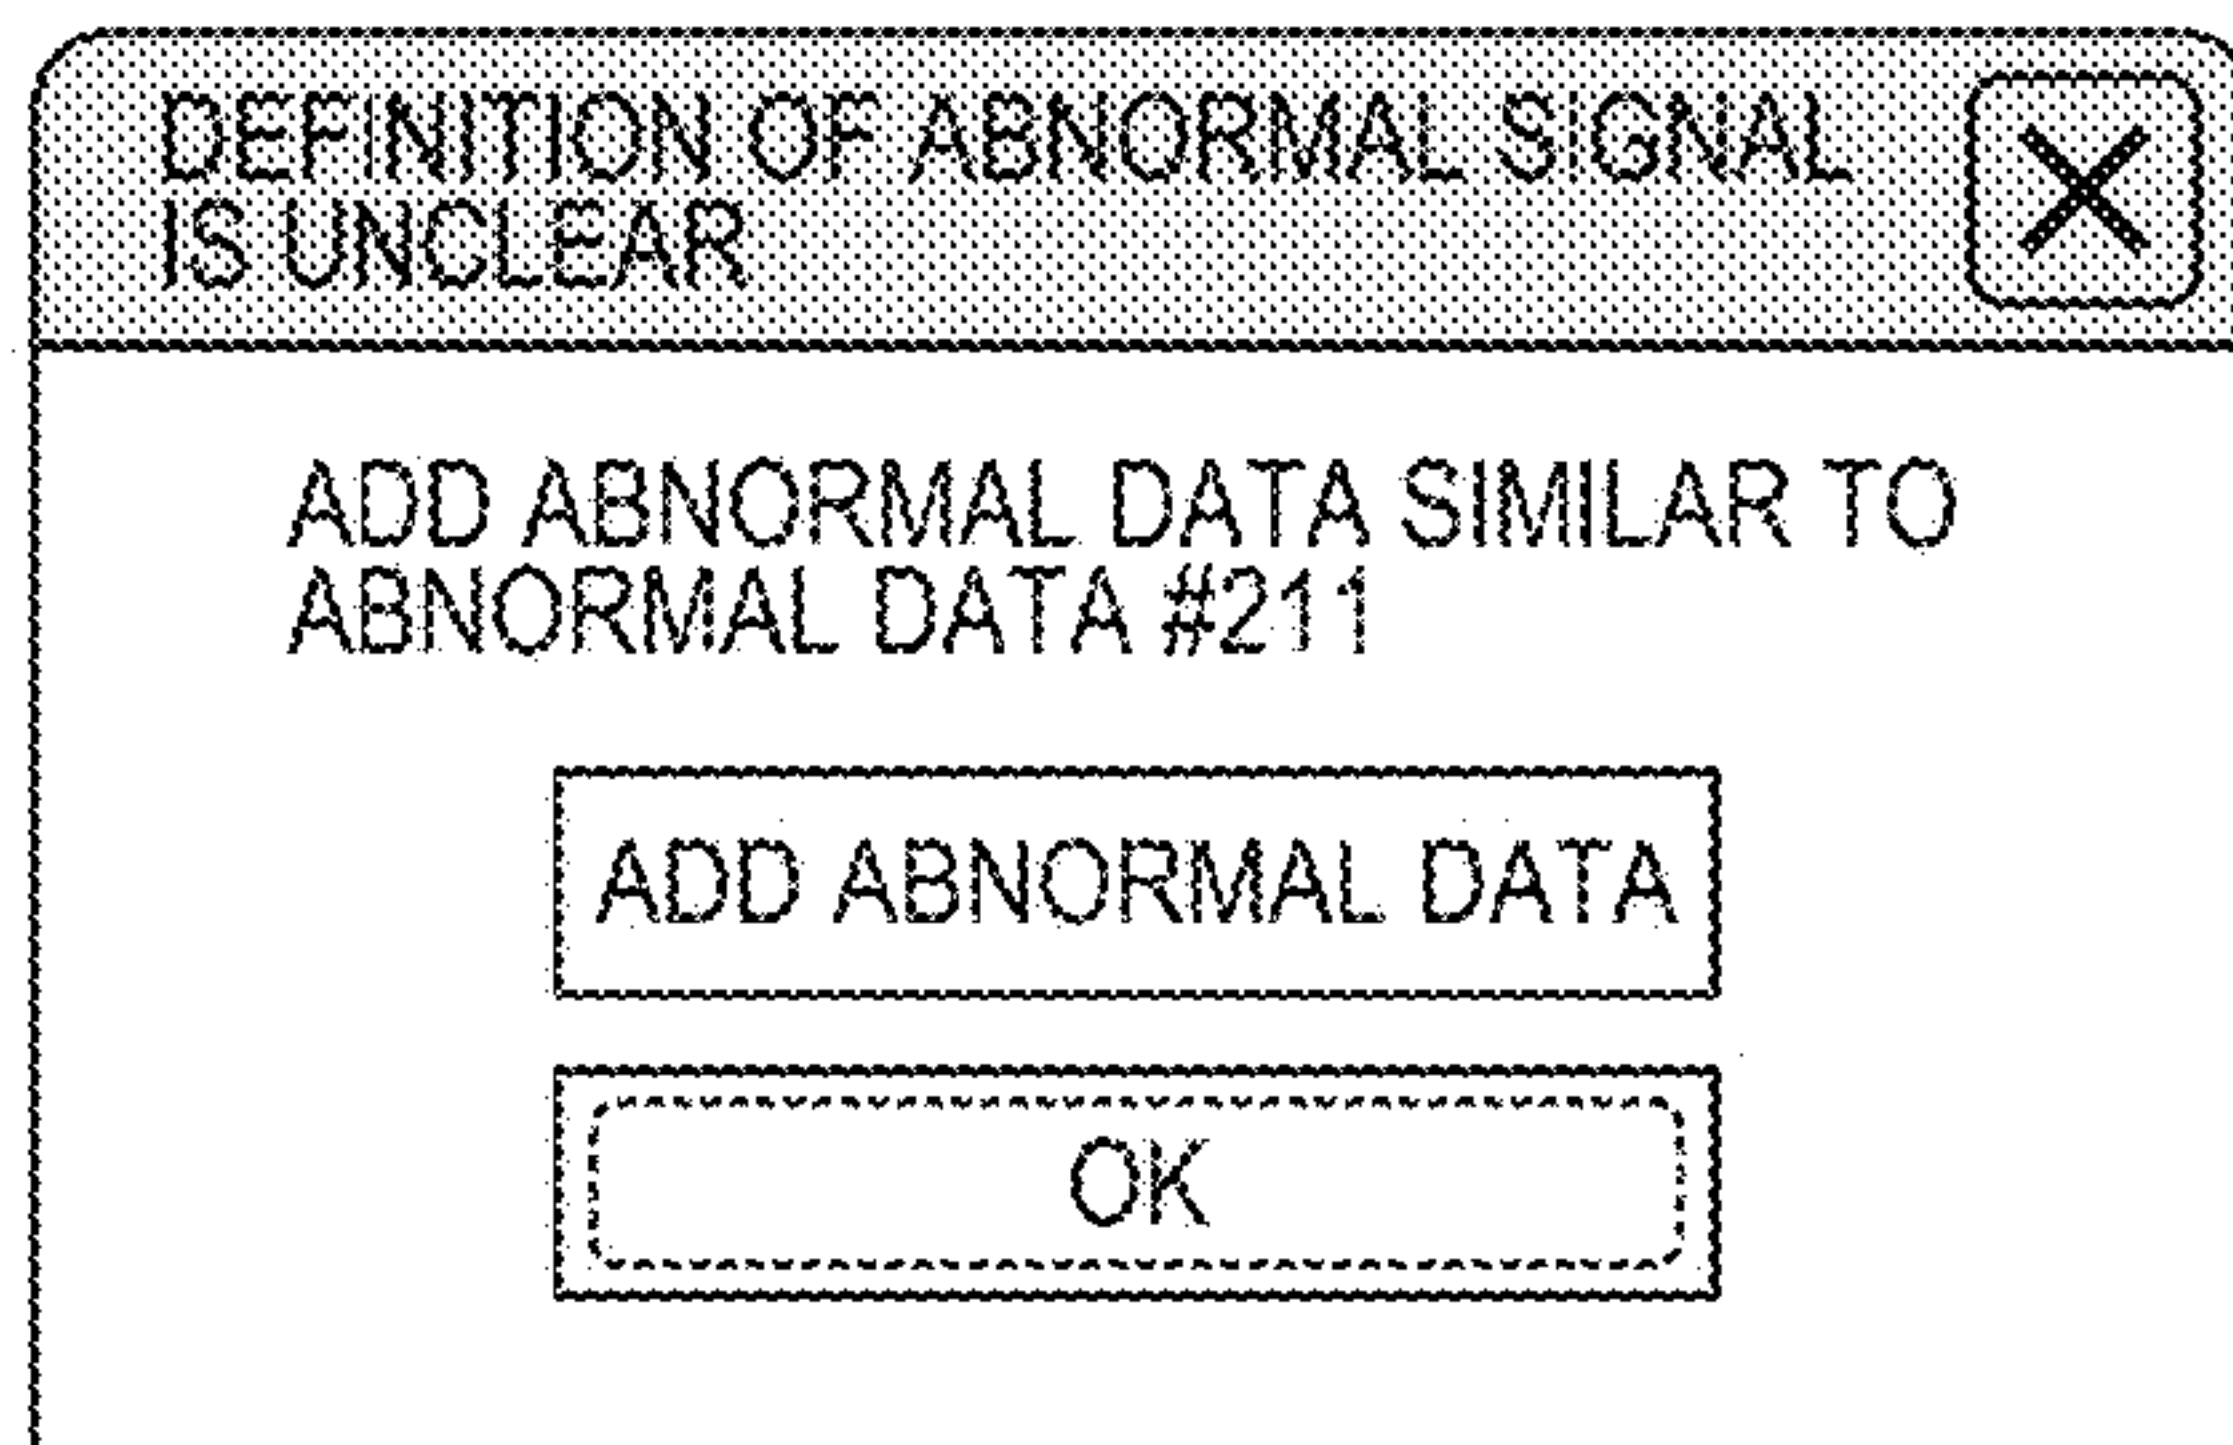 DEFINITION OF ABNORMAL SIGNAL
IS UNCLEAR
ADD ABNORMAL DATA SIMILAR TO
ABNORMAL DATA #211
ADD ABNORMAL DATA
OK